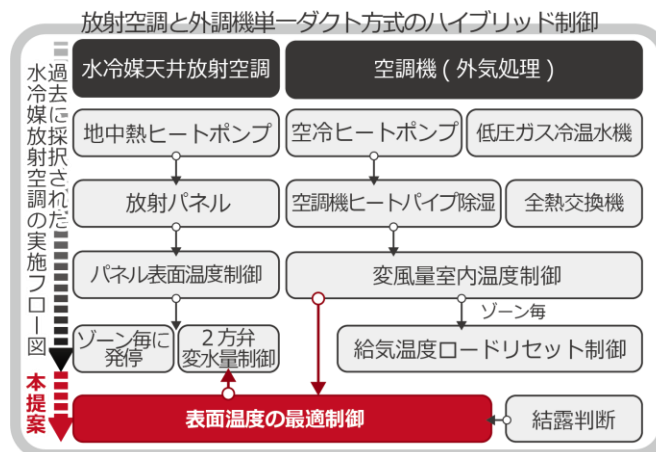 放射空調と外調機単一ダクト方式のハイブリッド制御
過去に採択された
水冷媒放射空調の実施フロー図
本提案
水冷媒天井放射空調
空調機(外気処理)
地中熱ヒートポンプ
空冷ヒートポンプ
低圧ガス冷温水機
放射パネル
空調機ヒートパイプ除湿
全熱交換機
パネル表面温度制御
変風量室内温度制御
ゾーン毎
ゾーン毎に
発停
2方弁
変水量制御
給気温度ロードリセット制御
表面温度の最適制御
結露判断